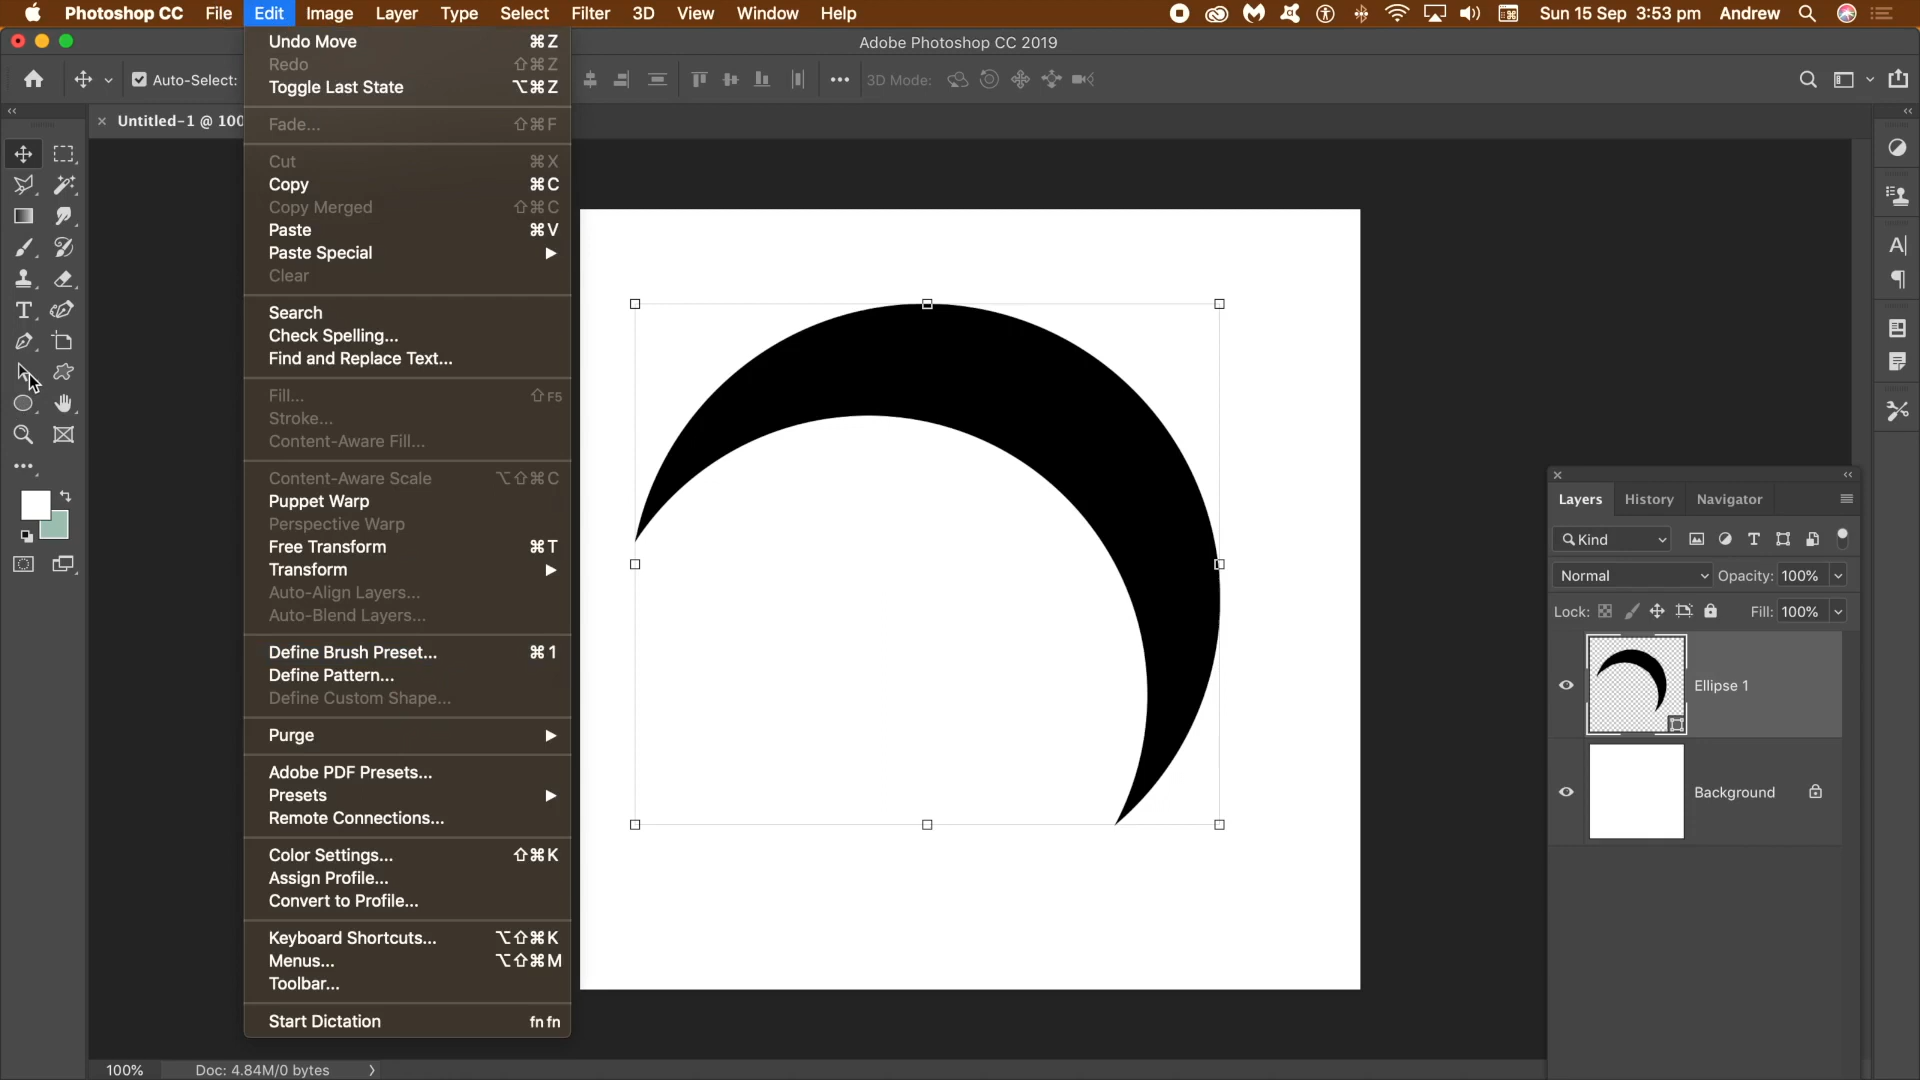 Photoshop CC File Edit Image Layer Type Select Filter 3D View Window Help Sun 15 Sep 3:53 pm Andrew
Adobe Photoshop CC 2019
Auto-Select: 3D Mode:
Untitled-1 @ 100
Undo Move ⌘Z
Redo ⇧⌘Z
Toggle Last State ⌥⌘Z
Fade... ⇧⌘F
Cut ⌘X
Copy ⌘C
Copy Merged ⇧⌘C
Paste ⌘V
Paste Special
Clear
Search
Check Spelling...
Find and Replace Text...
Fill... ⇧F5
Stroke...
Content-Aware Fill...
Content-Aware Scale ⌥⇧⌘C
Puppet Warp
Perspective Warp
Free Transform ⌘T
Transform
Auto-Align Layers...
Auto-Blend Layers...
Define Brush Preset... ⌘1
Define Pattern...
Define Custom Shape...
Purge
Adobe PDF Presets...
Presets
Remote Connections...
Color Settings... ⇧⌘K
Assign Profile...
Convert to Profile...
Keyboard Shortcuts... ⌥⇧⌘K
Menus... ⌥⇧⌘M
Toolbar...
Start Dictation fn fn
Layers History Navigator
Kind
Normal Opacity: 100%
Lock: Fill: 100%
Ellipse 1
Background
100% Doc: 4.84M/0 bytes